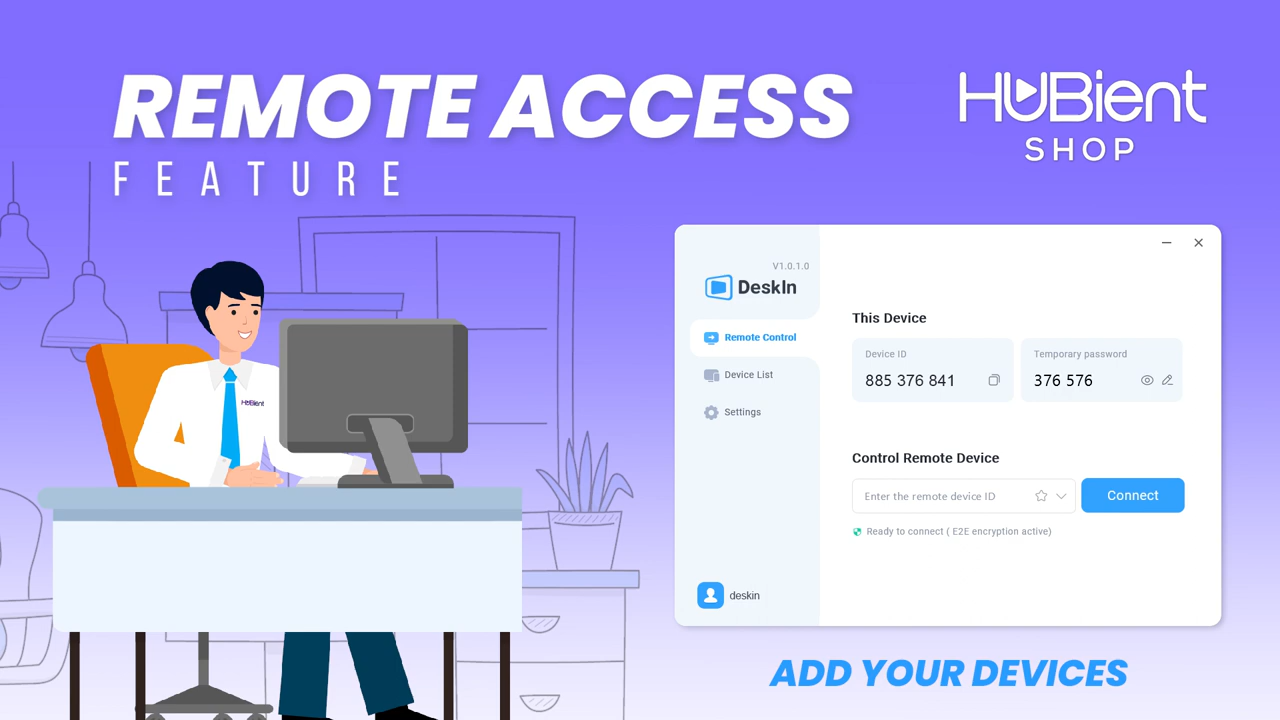 REMOTE ACCESS
FEATURE
HUBient
SHOP
HUBient
V1.0.1.0
DeskIn
Remote Control
Device List
Settings
deskin
This Device
Device ID
885 376 841
Temporary password
376 576
Control Remote Device
Enter the remote device ID
Connect
Ready to connect ( E2E encryption active)
ADD YOUR DEVICES